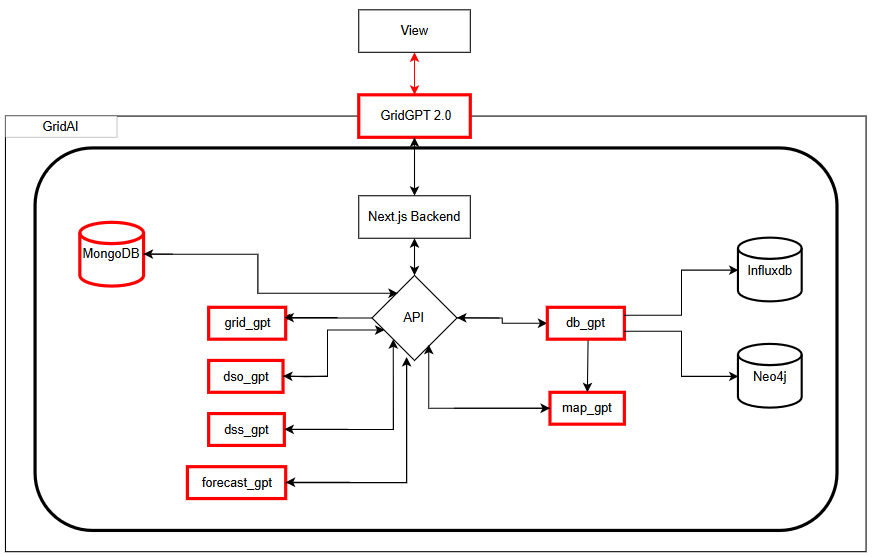 View
GridGPT 2.0
GridAI
Next.js Backend
MongoDB
Influxdb
API
grid_gpt
db_gpt
dso_gpt
Neo4j
map_gpt
dss_gpt
forecast_gpt